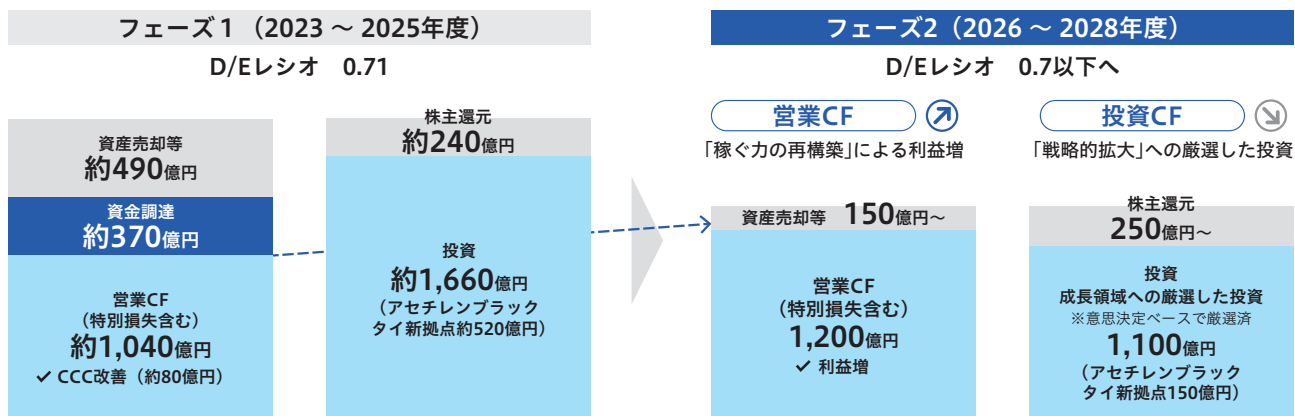 フェーズ1（2023 〜 2025年度）
D/Eレシオ　0.71
資産売却等
約490億円
資金調達
約370億円
営業CF
（特別損失含む）
約1,040億円
✓ CCC改善（約80億円）
株主還元
約240億円
投資
約1,660億円
（アセチレンブラック
タイ新拠点約520億円）
フェーズ2（2026 〜 2028年度）
D/Eレシオ　0.7以下へ
営業CF
「稼ぐ力の再構築」による利益増
資産売却等　150億円〜
営業CF
（特別損失含む）
1,200億円
✓ 利益増
投資CF
「戦略的拡大」への厳選した投資
株主還元
250億円〜
投資
成長領域への厳選した投資
※意思決定ベースで厳選済
1,100億円
（アセチレンブラック
タイ新拠点150億円）